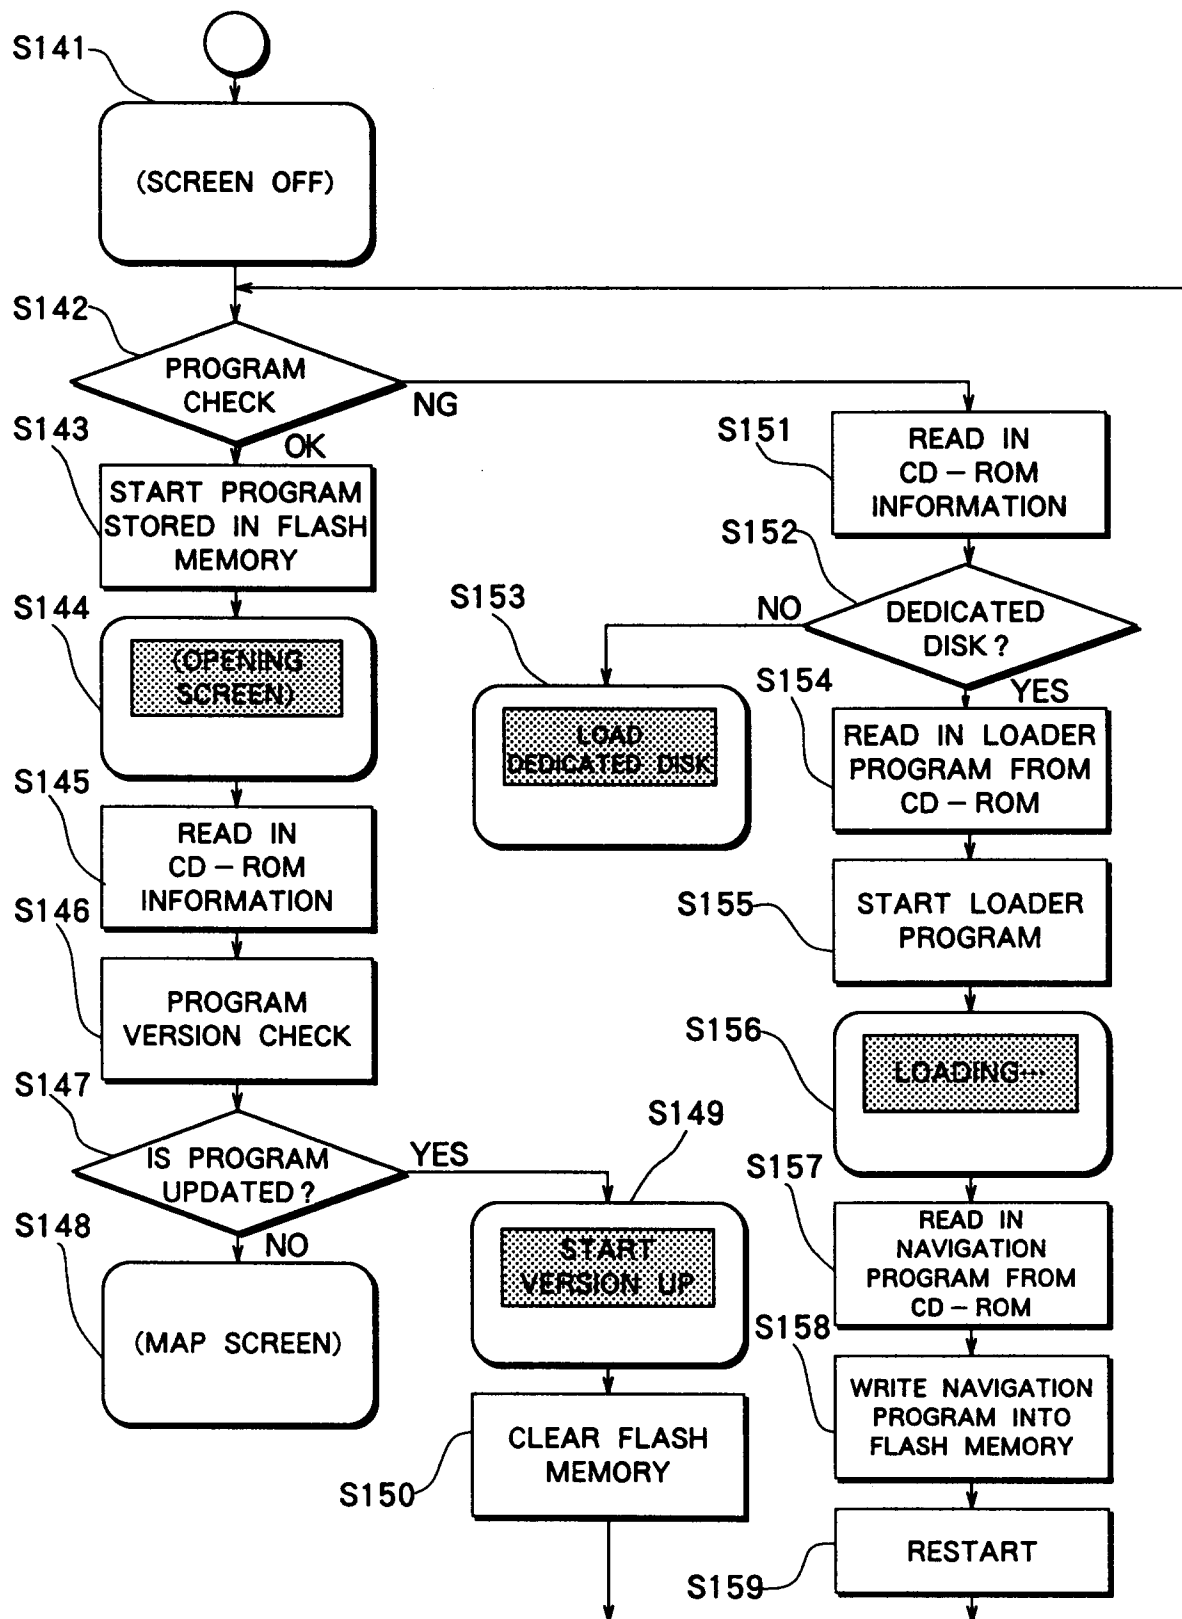 S141
(SCREEN OFF)
S142
PROGRAM
CHECK
NG
OK
S143
START PROGRAM
STORED IN FLASH
MEMORY
S144
(OPENING
SCREEN)
S145
READ IN
CD-ROM
INFORMATION
S146
PROGRAM
VERSION CHECK
S147
IS PROGRAM
UPDATED?
YES
NO
S148
(MAP SCREEN)
S149
START
VERSION UP
S150
CLEAR FLASH
MEMORY
S151
READ IN
CD-ROM
INFORMATION
S152
DEDICATED
DISK?
NO
YES
S153
LOAD
DEDICATED DISK
S154
READ IN LOADER
PROGRAM FROM
CD-ROM
S155
START LOADER
PROGRAM
S156
LOADING...
S157
READ IN
NAVIGATION
PROGRAM FROM
CD-ROM
S158
WRITE NAVIGATION
PROGRAM INTO
FLASH MEMORY
S159
RESTART